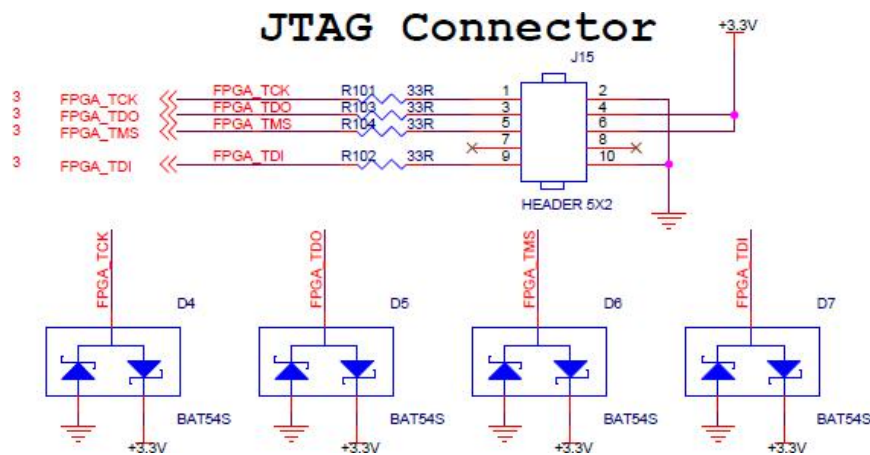 JTAG Connector
+3.3V
J15
3 FPGA_TCK FPGA_TCK R101 33R 1 2
3 FPGA_TDO FPGA_TDO R103 33R 3 4
3 FPGA_TMS FPGA_TMS R104 33R 5 6
7 8
3 FPGA_TDI FPGA_TDI R102 33R 9 10
HEADER 5X2
FPGA_TCK FPGA_TDO FPGA_TMS FPGA_TDI
D4 D5 D6 D7
BAT54S BAT54S BAT54S BAT54S
+3.3V +3.3V +3.3V +3.3V